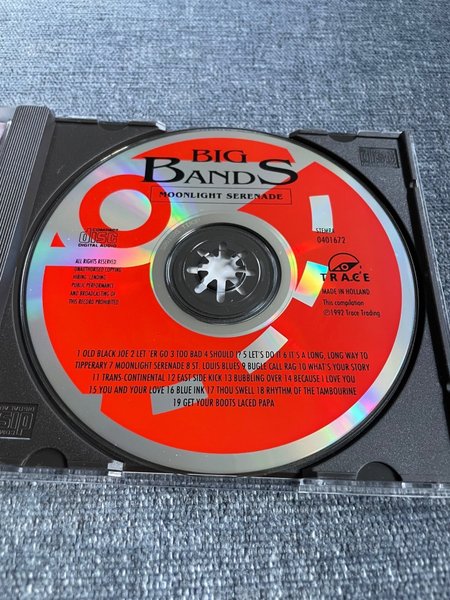 BIG
BANDS
MOONLIGHT SERENADE
COMPACT
DISC
DIGITAL AUDIO
STEMRA
0401672
ALL RIGHTS RESERVED
UNAUTHORISED COPYING
HIRING LENDING
PUBLIC PERFORMANCE
AND BROADCASTING OF
THIS RECORD PROHIBITED
TRACE
MADE IN HOLLAND
This compilation
℗1992 Trace Trading
1 OLD BLACK JOE 2 LET 'ER GO 3 TOO BAD 4 SHOULD I? 5 LET'S DO IT 6 IT'S A LONG, LONG WAY TO
TIPPERARY 7 MOONLIGHT SERENADE 8 ST. LOUIS BLUES 9 BUGLE CALL RAG 10 WHAT'S YOUR STORY
11 TRANS-CONTINENTAL 12 EAST SIDE KICK 13 BUBBLING OVER 14 BECAUSE I LOVE YOU
15 YOU AND YOUR LOVE 16 BLUE INK 17 THOU SWELL 18 RHYTHM OF THE TAMBOURINE
19 GET YOUR BOOTS LACED PAPA